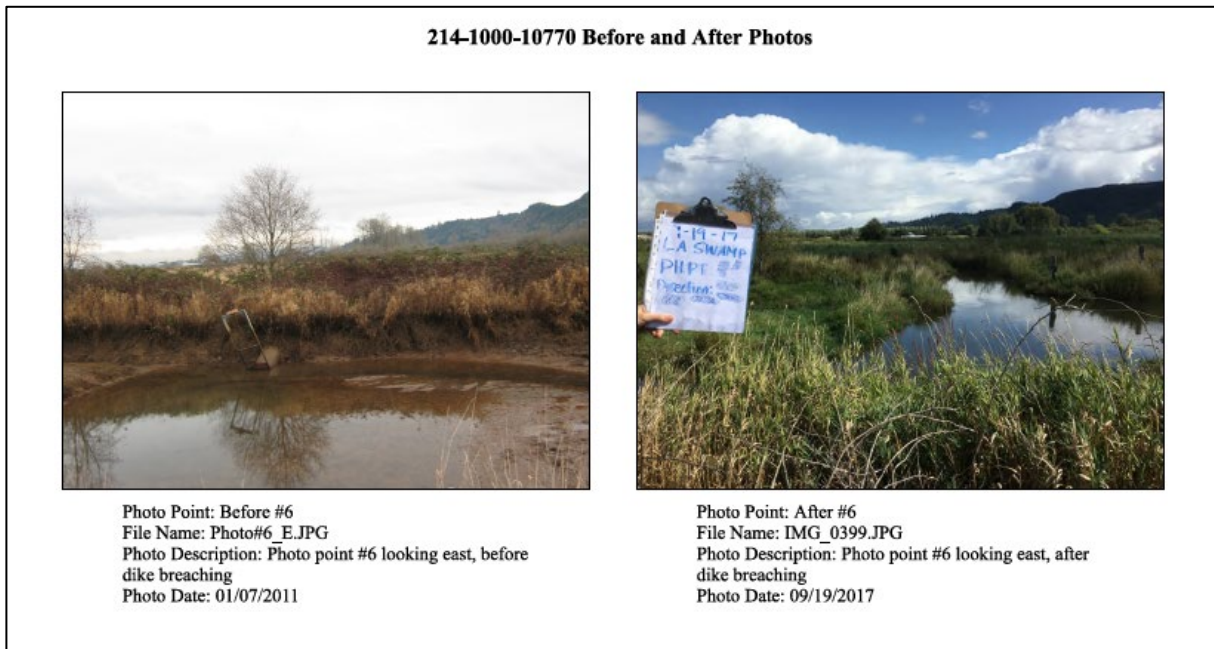 214-1000-10770 Before and After Photos
-19-17
LA SWAMP
PHPT
Direction:
Photo Point: Before #6
File Name: Photo#6_E.JPG
Photo Description: Photo point #6 looking east, before
dike breaching
Photo Date: 01/07/2011
Photo Point: After #6
File Name: IMG_0399.JPG
Photo Description: Photo point #6 looking east, after
dike breaching
Photo Date: 09/19/2017